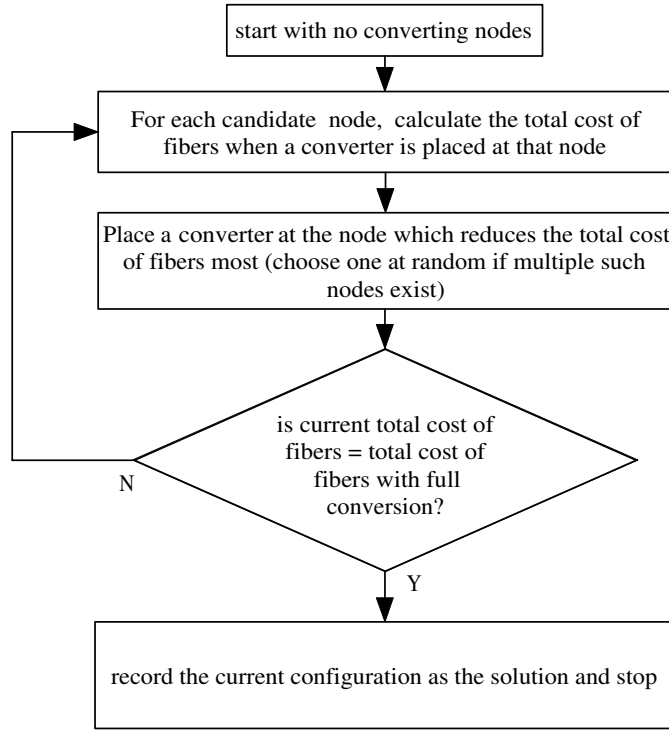 start with no converting nodes
For each candidate node, calculate the total cost of
fibers when a converter is placed at that node
Place a converter at the node which reduces the total cost
of fibers most (choose one at random if multiple such
nodes exist)
is current total cost of
fibers = total cost of
fibers with full
conversion?
N
Y
record the current configuration as the solution and stop